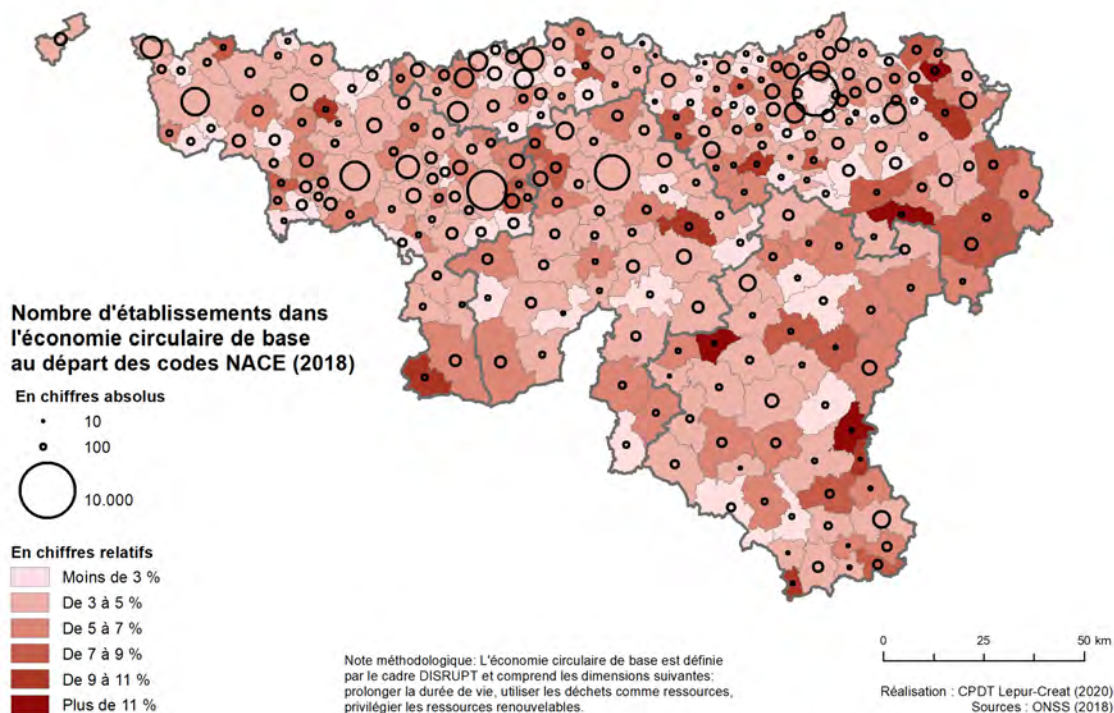 Nombre d'établissements dans
l'économie circulaire de base
au départ des codes NACE (2018)
En chiffres absolus
10
100
10.000
En chiffres relatifs
Moins de 3 %
De 3 à 5 %
De 5 à 7 %
De 7 à 9 %
De 9 à 11 %
Plus de 11 %
Note méthodologique: L'économie circulaire de base est définie
par le cadre DISRUPT et comprend les dimensions suivantes:
prolonger la durée de vie, utiliser les déchets comme ressources,
privilégier les ressources renouvelables.
0 25 50 km
Réalisation : CPDT Lepur-Creat (2020)
Sources : ONSS (2018)